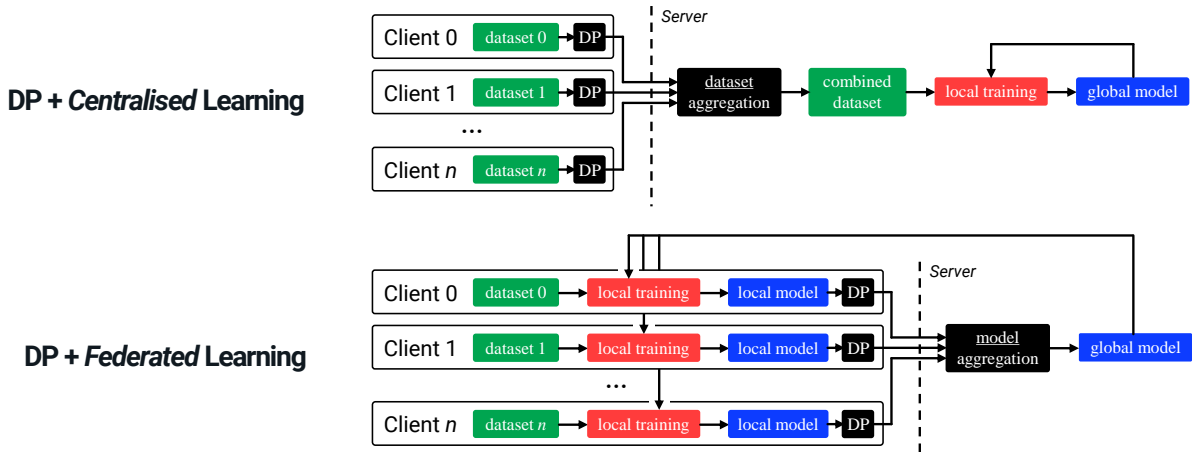 Server
Client 0 dataset 0 DP
DP + Centralised Learning
Client 1 dataset 1 DP
dataset
aggregation
combined
dataset
local training
global model
...
Client n dataset n DP
Server
Client 0 dataset 0 local training local model DP
DP + Federated Learning
Client 1 dataset 1 local training local model DP
model
aggregation
global model
...
Client n dataset n local training local model DP